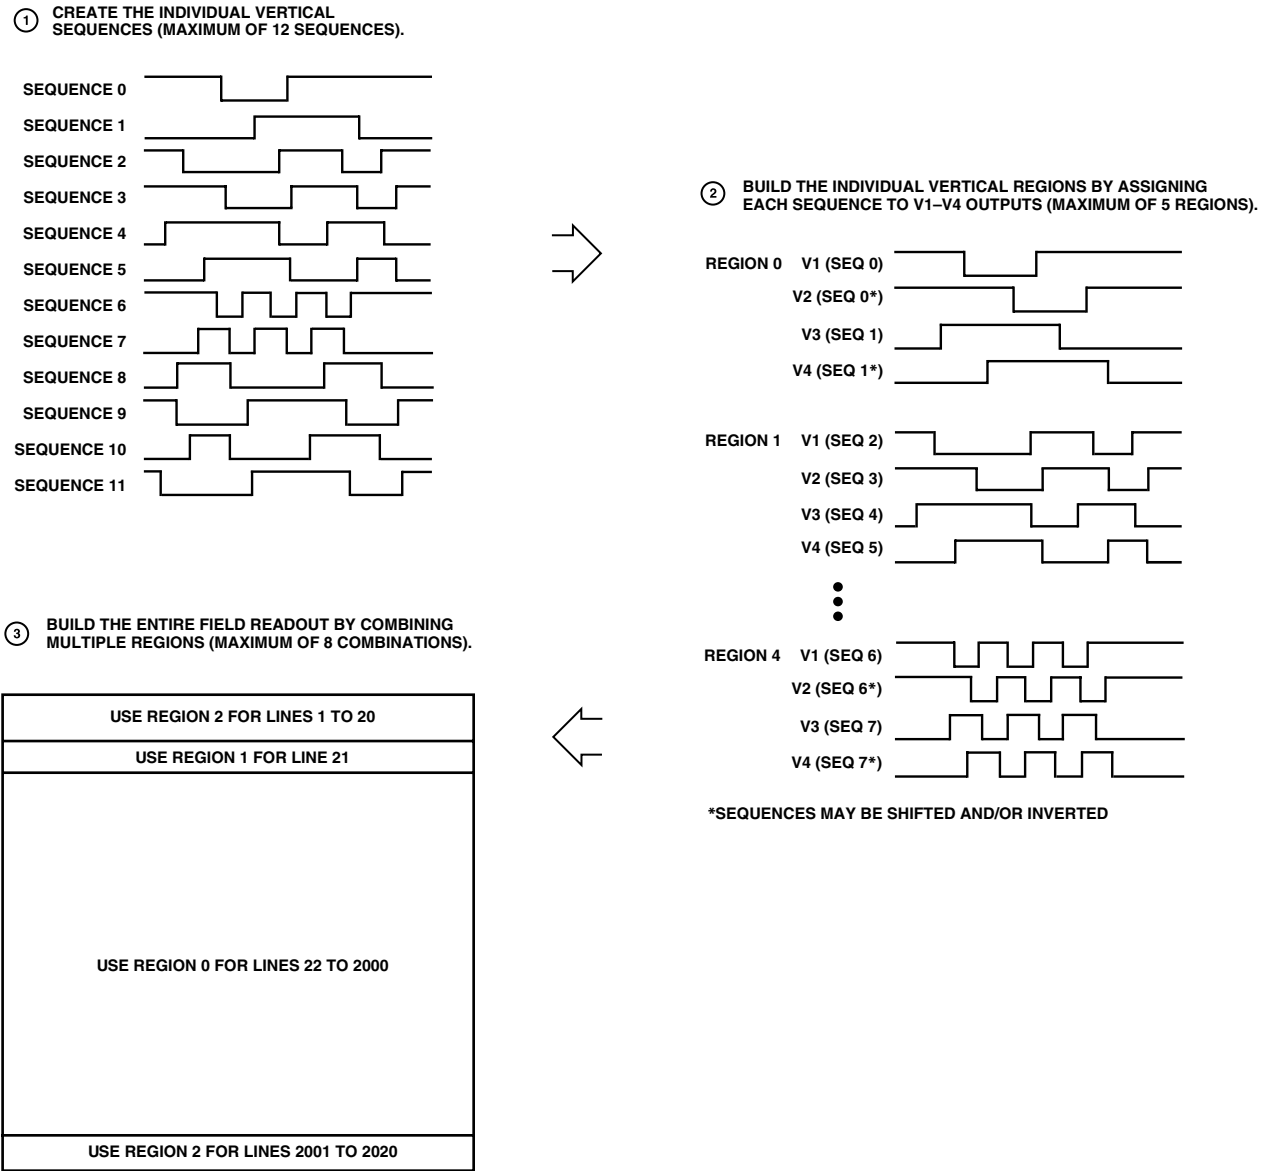 1 CREATE THE INDIVIDUAL VERTICAL
SEQUENCES (MAXIMUM OF 12 SEQUENCES).
SEQUENCE 0
SEQUENCE 1
SEQUENCE 2
SEQUENCE 3
SEQUENCE 4
SEQUENCE 5
SEQUENCE 6
SEQUENCE 7
SEQUENCE 8
SEQUENCE 9
SEQUENCE 10
SEQUENCE 11
2 BUILD THE INDIVIDUAL VERTICAL REGIONS BY ASSIGNING
EACH SEQUENCE TO V1–V4 OUTPUTS (MAXIMUM OF 5 REGIONS).
REGION 0 V1 (SEQ 0)
V2 (SEQ 0*)
V3 (SEQ 1)
V4 (SEQ 1*)
REGION 1 V1 (SEQ 2)
V2 (SEQ 3)
V3 (SEQ 4)
V4 (SEQ 5)
REGION 4 V1 (SEQ 6)
V2 (SEQ 6*)
V3 (SEQ 7)
V4 (SEQ 7*)
*SEQUENCES MAY BE SHIFTED AND/OR INVERTED
3 BUILD THE ENTIRE FIELD READOUT BY COMBINING
MULTIPLE REGIONS (MAXIMUM OF 8 COMBINATIONS).
USE REGION 2 FOR LINES 1 TO 20
USE REGION 1 FOR LINE 21
USE REGION 0 FOR LINES 22 TO 2000
USE REGION 2 FOR LINES 2001 TO 2020